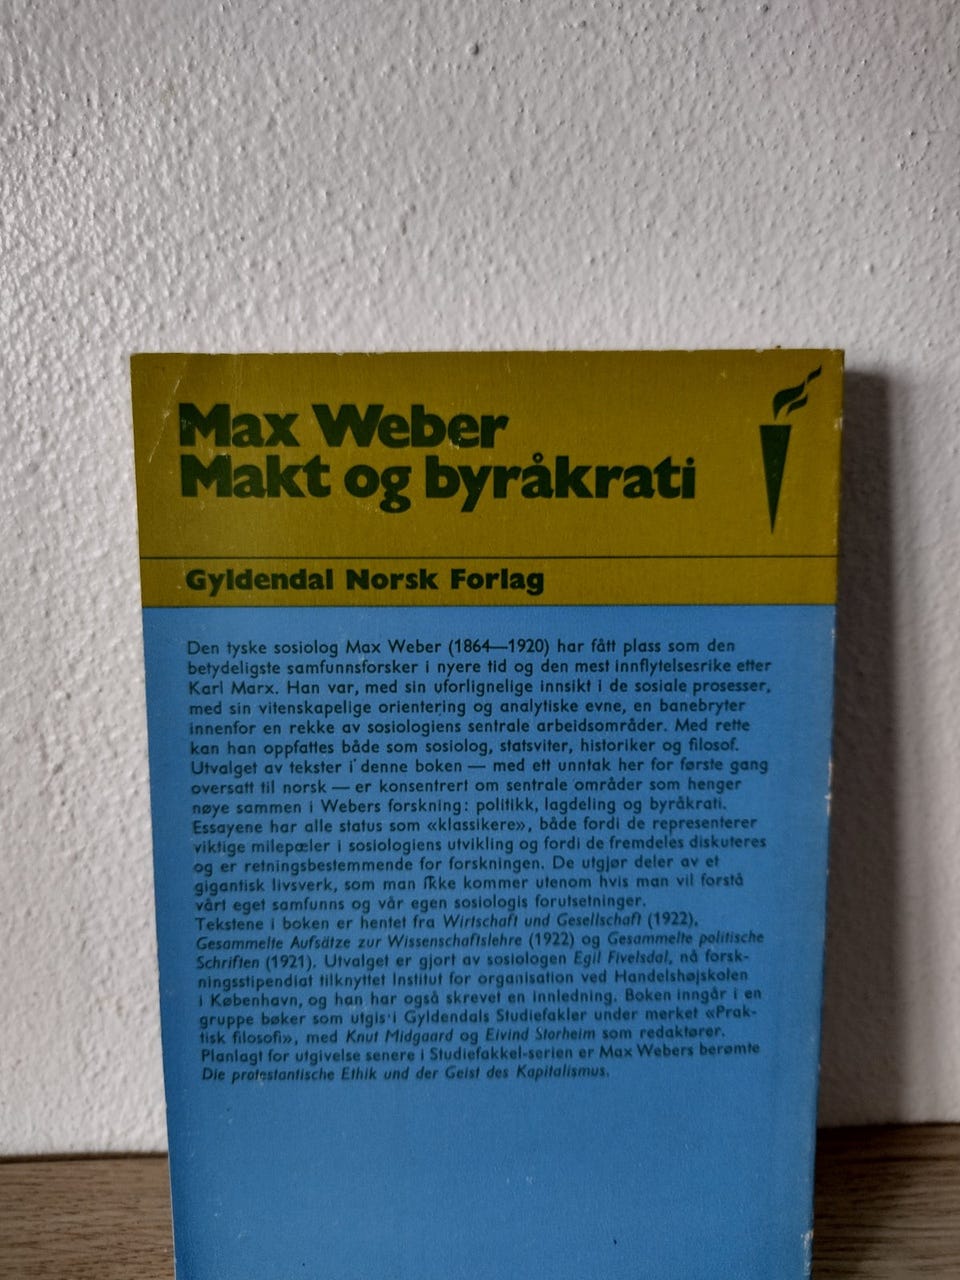 Max Weber
Makt og byråkrati
Gyldendal Norsk Forlag
Den tyske sosiolog Max Weber (1864—1920) har fått plass som den
betydeligste samfunnsforsker i nyere tid og den mest innflytelsesrike etter
Karl Marx. Han var, med sin uforlignelige innsikt i de sosiale prosesser,
med sin vitenskapelige orientering og analytiske evne, en banebryter
innenfor en rekke av sosiologiens sentrale arbeidsområder. Med rette
kan han oppfattes både som sosiolog, statsviter, historiker og filosof.
Utvalget av tekster i denne boken — med ett unntak her for første gang
oversatt til norsk — er konsentrert om sentrale områder som henger
nøye sammen i Webers forskning: politikk, lagdeling og byråkrati.
Essayene har alle status som «klassikere», både fordi de representerer
viktige milepæler i sosiologiens utvikling og fordi de fremdeles diskuteres
og er retningsbestemmende for forskningen. De utgjør deler av et
gigantisk livsverk, som man ikke kommer utenom hvis man vil forstå
vårt eget samfunns og vår egen sosiologis forutsetninger.
Tekstene i boken er hentet fra Wirtschaft und Gesellschaft (1922),
Gesammelte Aufsätze zur Wissenschaftslehre (1922) og Gesammelte politische
Schriften (1921). Utvalget er gjort av sosiologen Egil Fivelsdal, nå forsk-
ningsstipendiat tilknyttet Institut for organisation ved Handelshøjskolen
i København, og han har også skrevet en innledning. Boken inngår i en
gruppe bøker som utgis i Gyldendals Studiefakler under merket «Prak-
tisk filosofi», med Knut Midgaard og Eivind Storheim som redaktører.
Planlagt for utgivelse senere i Studiefakkel-serien er Max Webers berømte
Die protestantische Ethik und der Geist des Kapitalismus.